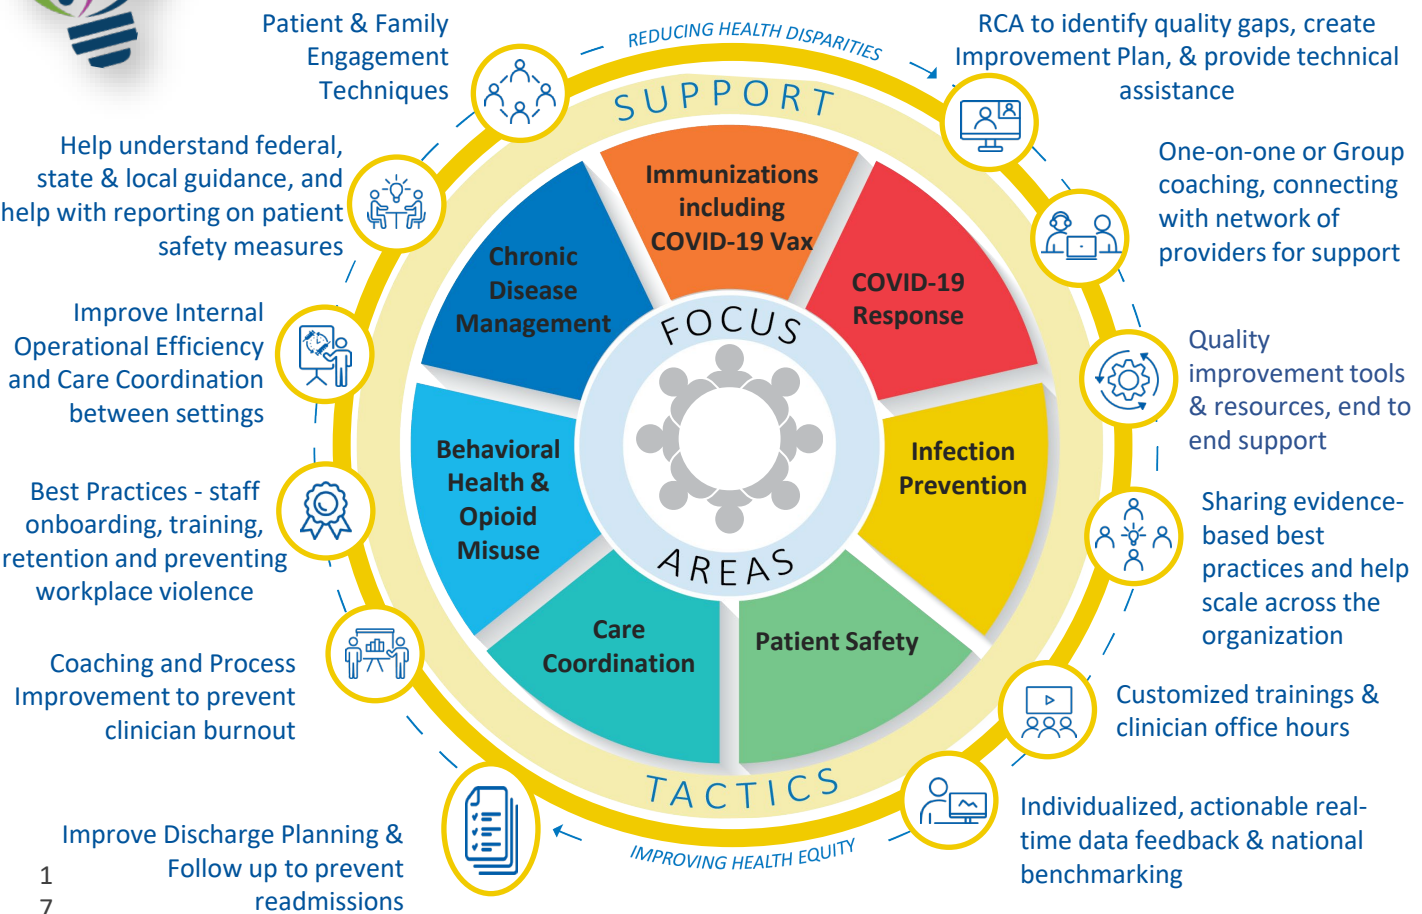 Patient & Family
Engagement
Techniques
REDUCING HEALTH DISPARITIES
RCA to identify quality gaps, create
Improvement Plan, & provide technical
assistance
Help understand federal,
state & local guidance, and
help with reporting on patient
safety measures
One-on-one or Group
coaching, connecting
with network of
providers for support
Improve Internal
Operational Efficiency
and Care Coordination
between settings
Quality
improvement tools
& resources, end to
end support
Best Practices - staff
onboarding, training,
retention and preventing
workplace violence
Sharing evidence-
based best
practices and help
scale across the
organization
Coaching and Process
Improvement to prevent
clinician burnout
Customized trainings &
clinician office hours
Improve Discharge Planning &
Follow up to prevent
readmissions
Individualized, actionable real-
time data feedback & national
benchmarking
SUPPORT
Immunizations
including
COVID-19 Vax
COVID-19
Response
Infection
Prevention
Patient Safety
Care
Coordination
Behavioral
Health &
Opioid
Misuse
Chronic
Disease
Management
FOCUS
AREAS
TACTICS
IMPROVING HEALTH EQUITY
1
7